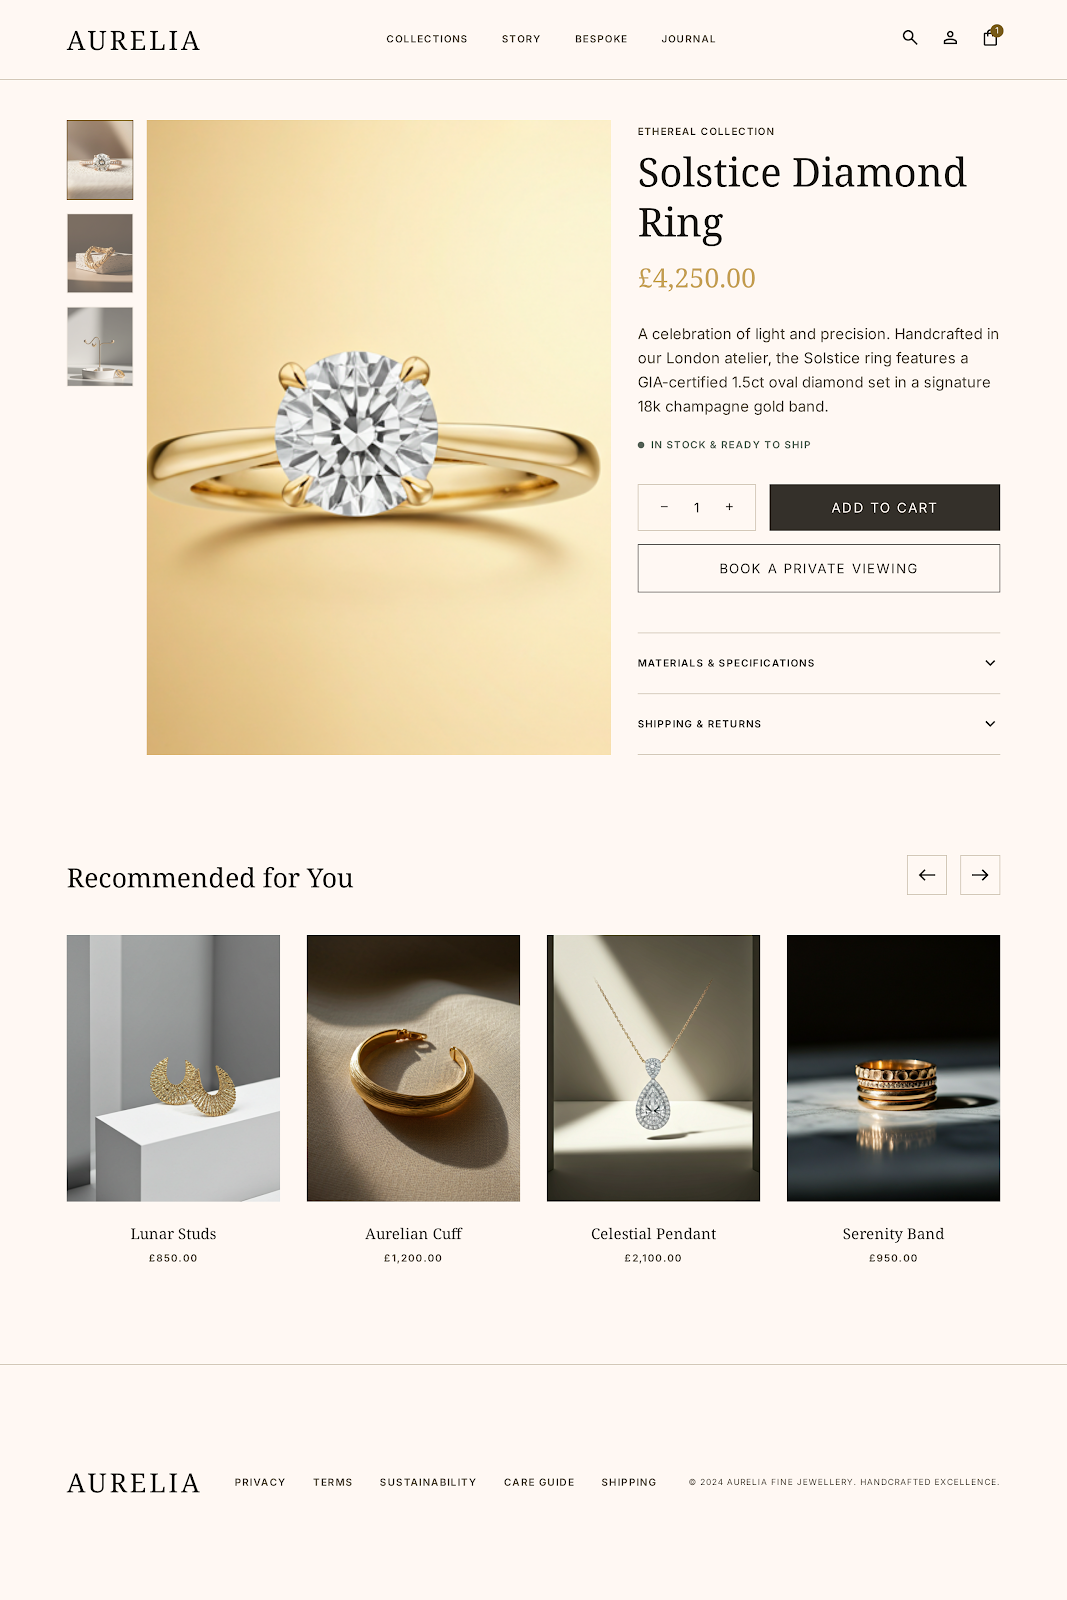 AURELIA
COLLECTIONS
STORY
BESPOKE
JOURNAL
1
ETHEREAL COLLECTION
Solstice Diamond
Ring
£4,250.00
A celebration of light and precision. Handcrafted in
our London atelier, the Solstice ring features a
GIA-certified 1.5ct oval diamond set in a signature
18k champagne gold band.
IN STOCK & READY TO SHIP
− 1 +
ADD TO CART
BOOK A PRIVATE VIEWING
MATERIALS & SPECIFICATIONS
SHIPPING & RETURNS
Recommended for You
Lunar Studs
£850.00
Aurelian Cuff
£1,200.00
Celestial Pendant
£2,100.00
Serenity Band
£950.00
AURELIA
PRIVACY
TERMS
SUSTAINABILITY
CARE GUIDE
SHIPPING
© 2024 AURELIA FINE JEWELLERY. HANDCRAFTED EXCELLENCE.